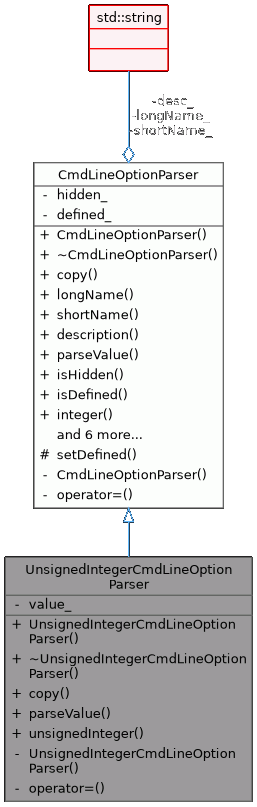 std::string
-desc_
-longName_
-shortName_
CmdLineOptionParser
- hidden_
- defined_
+ CmdLineOptionParser()
+ ~CmdLineOptionParser()
+ copy()
+ longName()
+ shortName()
+ description()
+ parseValue()
+ isHidden()
+ isDefined()
+ integer()
and 6 more...
# setDefined()
- CmdLineOptionParser()
- operator=()
UnsignedIntegerCmdLineOption
Parser
- value_
+ UnsignedIntegerCmdLineOption
Parser()
+ ~UnsignedIntegerCmdLineOption
Parser()
+ copy()
+ parseValue()
+ unsignedInteger()
- UnsignedIntegerCmdLineOption
Parser()
- operator=()